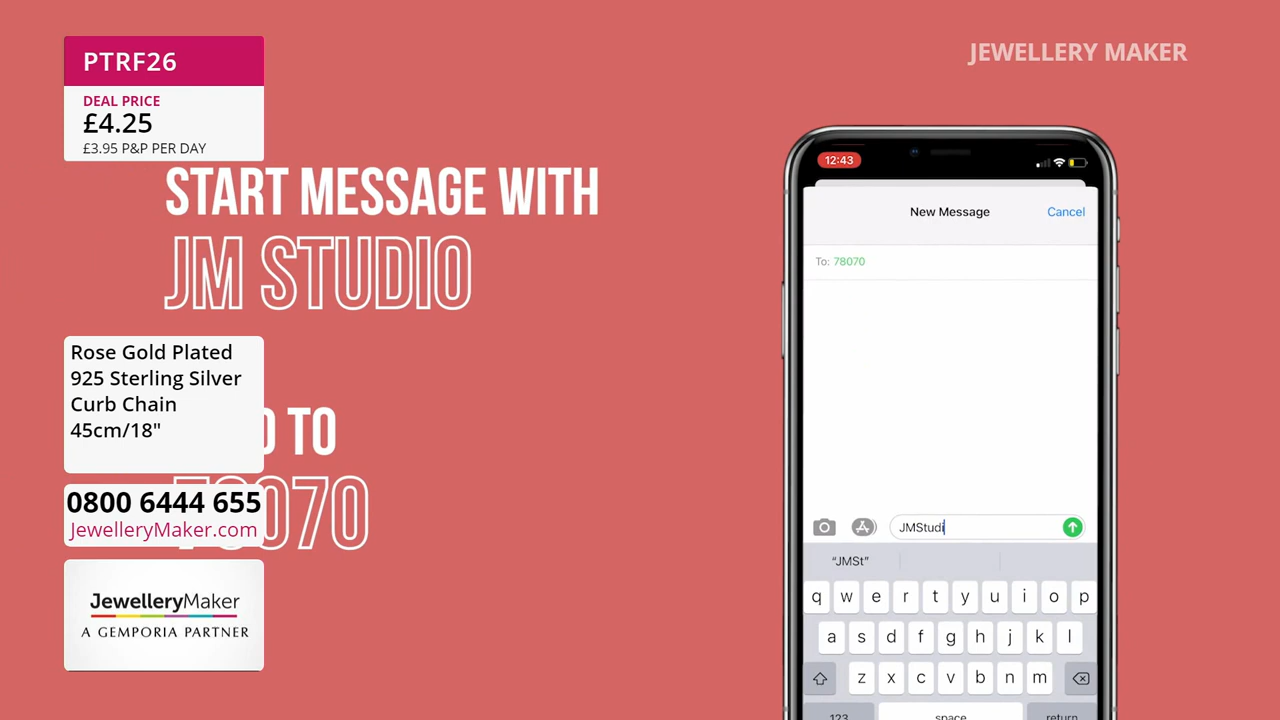 PTRF26
DEAL PRICE
£4.25
£3.95 P&P PER DAY
JEWELLERY MAKER
START MESSAGE WITH
JM STUDIO
TO
Rose Gold Plated
925 Sterling Silver
Curb Chain
45cm/18"
0800 6444 655
JewelleryMaker.com
JewelleryMaker
A GEMPORIA PARTNER
12:43
New Message
Cancel
To: 78070
JMStudi
"JMSt"
q w e r t y u i o p
a s d f g h j k l
z x c v b n m
123 space return